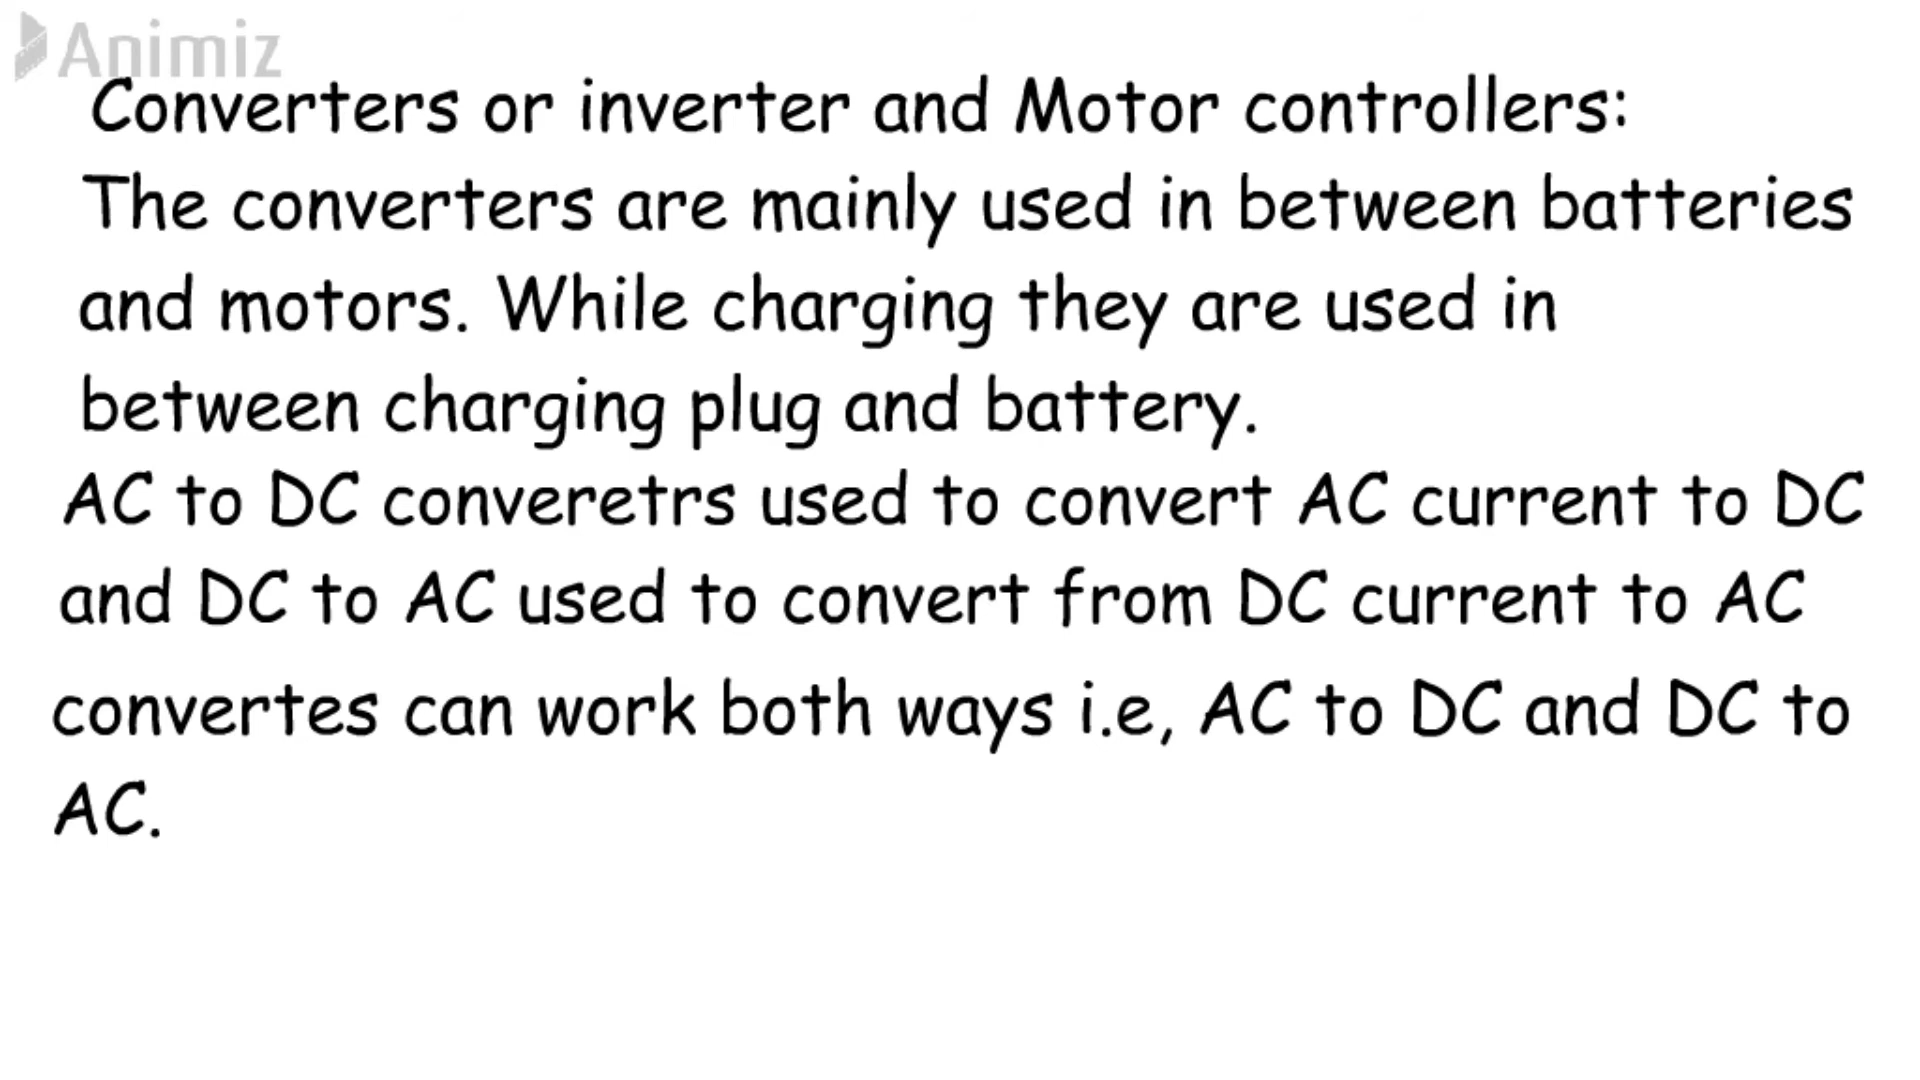 Animiz
Converters or inverter and Motor controllers:
The converters are mainly used in between batteries
and motors. While charging they are used in
between charging plug and battery.
AC to DC converetrs used to convert AC current to DC
and DC to AC used to convert from DC current to AC
convertes can work both ways i.e, AC to DC and DC to
AC.